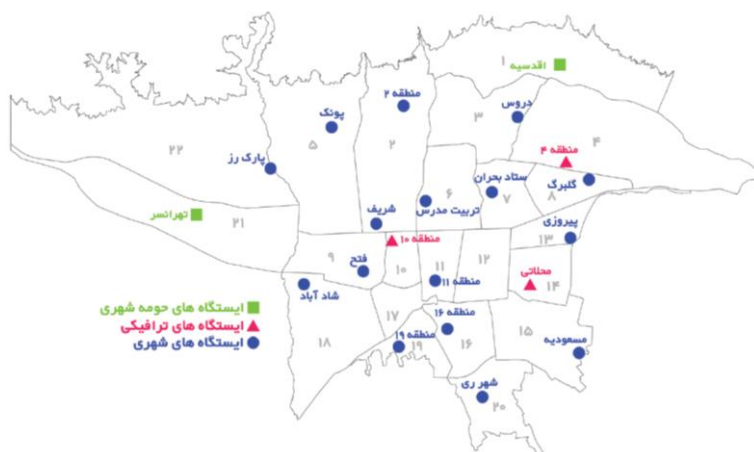 ۱ اقدسیه
منطقه ۲
پونک
دروس
۳
۴
۲
۵
۲۲
منطقه ۴
پارک رز
ستاد بحران
گلبرگ
۶
۷
۸
تربیت مدرس
شریف
تهرانسر
۲۱
پیروزی
۱۳
منطقه ۱۰
۹
فتح
۱۰
۱۱
۱۲
محلاتی
۱۴
منطقه ۱۱
شاد آباد
ایستگاه های حومه شهری
ایستگاه های ترافیکی
ایستگاه های شهری
۱۷
منطقه ۱۶
۱۶
۱۵
مسعودیه
۱۸
منطقه ۱۹
۱۹
شهر ری
۲۰